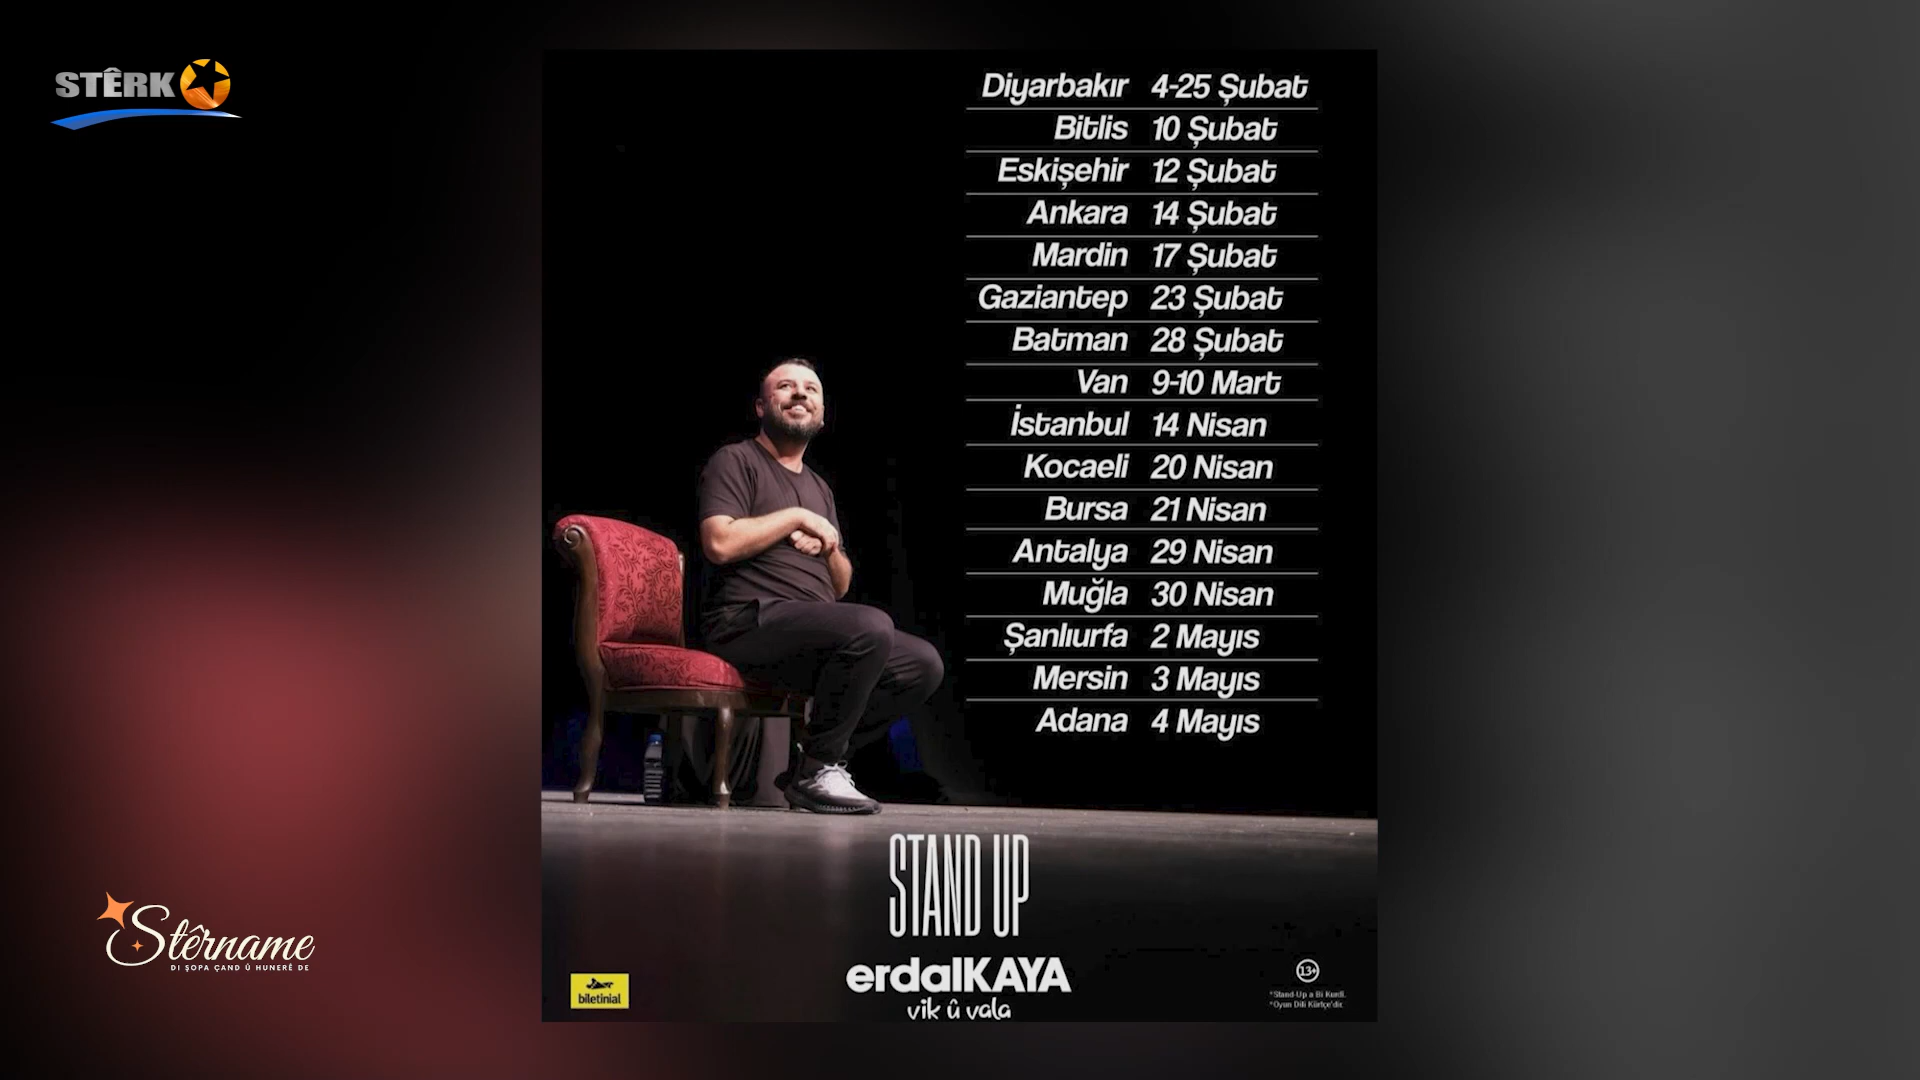 STÊRK
Diyarbakır 4-25 Şubat
Bitlis 10 Şubat
Eskişehir 12 Şubat
Ankara 14 Şubat
Mardin 17 Şubat
Gaziantep 23 Şubat
Batman 28 Şubat
Van 9-10 Mart
İstanbul 14 Nisan
Kocaeli 20 Nisan
Bursa 21 Nisan
Antalya 29 Nisan
Muğla 30 Nisan
Şanlıurfa 2 Mayıs
Mersin 3 Mayıs
Adana 4 Mayıs
STAND UP
erdalKAYA
vik û vala
biletinial
13+
*Stand-Up a Bi Kurdî.
*Oyun Dili Kürtçe'dir.
Stêrname
DI ŞOPA ÇAND Û HUNERÊ DE